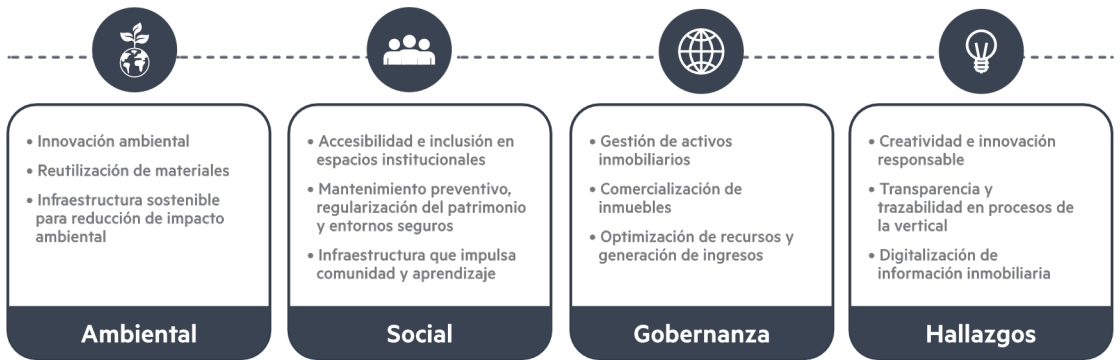 • Innovación ambiental
• Reutilización de materiales
• Infraestructura sostenible
para reducción de impacto
ambiental
Ambiental
• Accesibilidad e inclusión en
espacios institucionales
• Mantenimiento preventivo,
regularización del patrimonio
y entornos seguros
• Infraestructura que impulsa
comunidad y aprendizaje
Social
• Gestión de activos
inmobiliarios
• Comercialización de
inmuebles
• Optimización de recursos y
generación de ingresos
Gobernanza
• Creatividad e innovación
responsable
• Transparencia y
trazabilidad en procesos de
la vertical
• Digitalización de
información inmobiliaria
Hallazgos